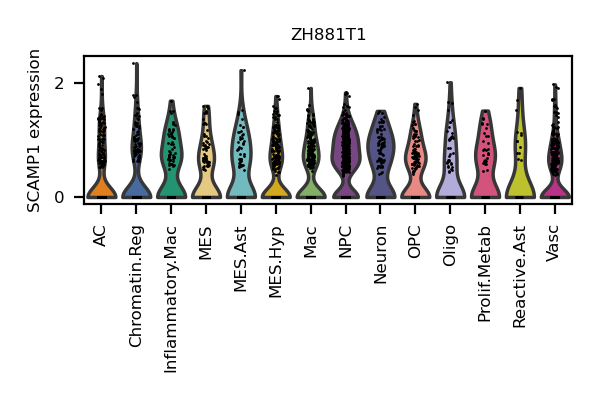 ZH881T1
SCAMP1 expression
2
0
AC
Chromatin.Reg
Inflammatory.Mac
MES
MES.Ast
MES.Hyp
Mac
NPC
Neuron
OPC
Oligo
Prolif.Metab
Reactive.Ast
Vasc